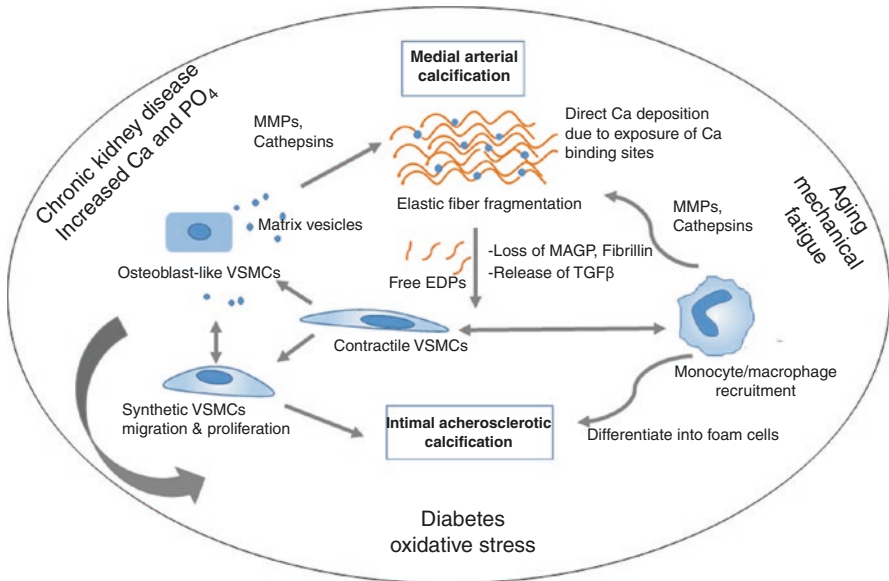 Chronic kidney disease
Increased Ca and PO4
Medial arterial
calcification
MMPs,
Cathepsins
Direct Ca deposition
due to exposure of Ca
binding sites
Aging
mechanical
fatigue
Matrix vesicles
Elastic fiber fragmentation
MMPs,
Cathepsins
Osteoblast-like VSMCs
Free EDPs
-Loss of MAGP, Fibrillin
-Release of TGFβ
Contractile VSMCs
Monocyte/macrophage
recruitment
Synthetic VSMCs
migration & proliferation
Intimal acherosclerotic
calcification
Differentiate into foam cells
Diabetes
oxidative stress